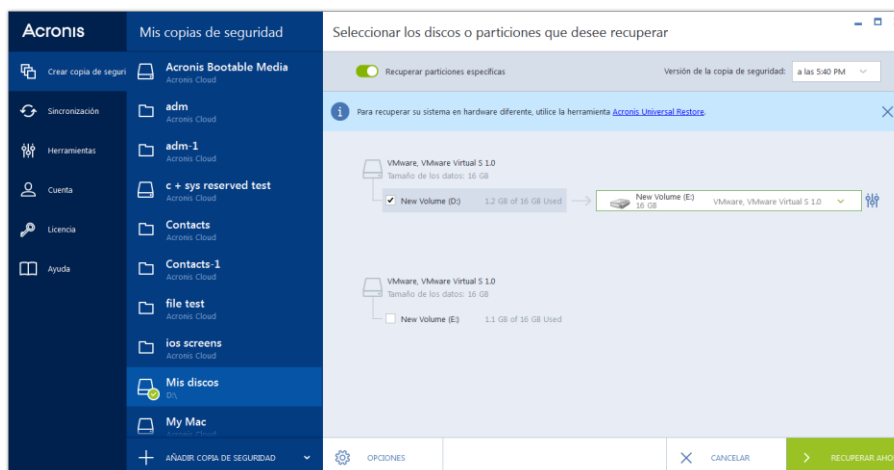 Acronis
Mis copias de seguridad
Seleccionar los discos o particiones que desee recuperar
Crear copia de seguri
Sincronización
Herramientas
Cuenta
Licencia
Ayuda
Acronis Bootable Media
Acronis Cloud
adm
Acronis Cloud
adm-1
Acronis Cloud
c + sys reserved test
Acronis Cloud
Contacts
Acronis Cloud
Contacts-1
Acronis Cloud
file test
Acronis Cloud
ios screens
Acronis Cloud
Mis discos
D:\
My Mac
Acronis Cloud
AÑADIR COPIA DE SEGURIDAD
Recuperar particiones específicas
Versión de la copia de seguridad: a las 5:40 PM
Para recuperar su sistema en hardware diferente, utilice la herramienta Acronis Universal Restore.
VMware, VMware Virtual S 1.0
Tamaño de los datos: 16 GB
New Volume (D:) 1.2 GB of 16 GB Used
New Volume (E:)
16 GB
VMware, VMware Virtual S 1.0
VMware, VMware Virtual S 1.0
Tamaño de los datos: 16 GB
New Volume (E:) 1.1 GB of 16 GB Used
OPCIONES
CANCELAR
RECUPERAR AHO